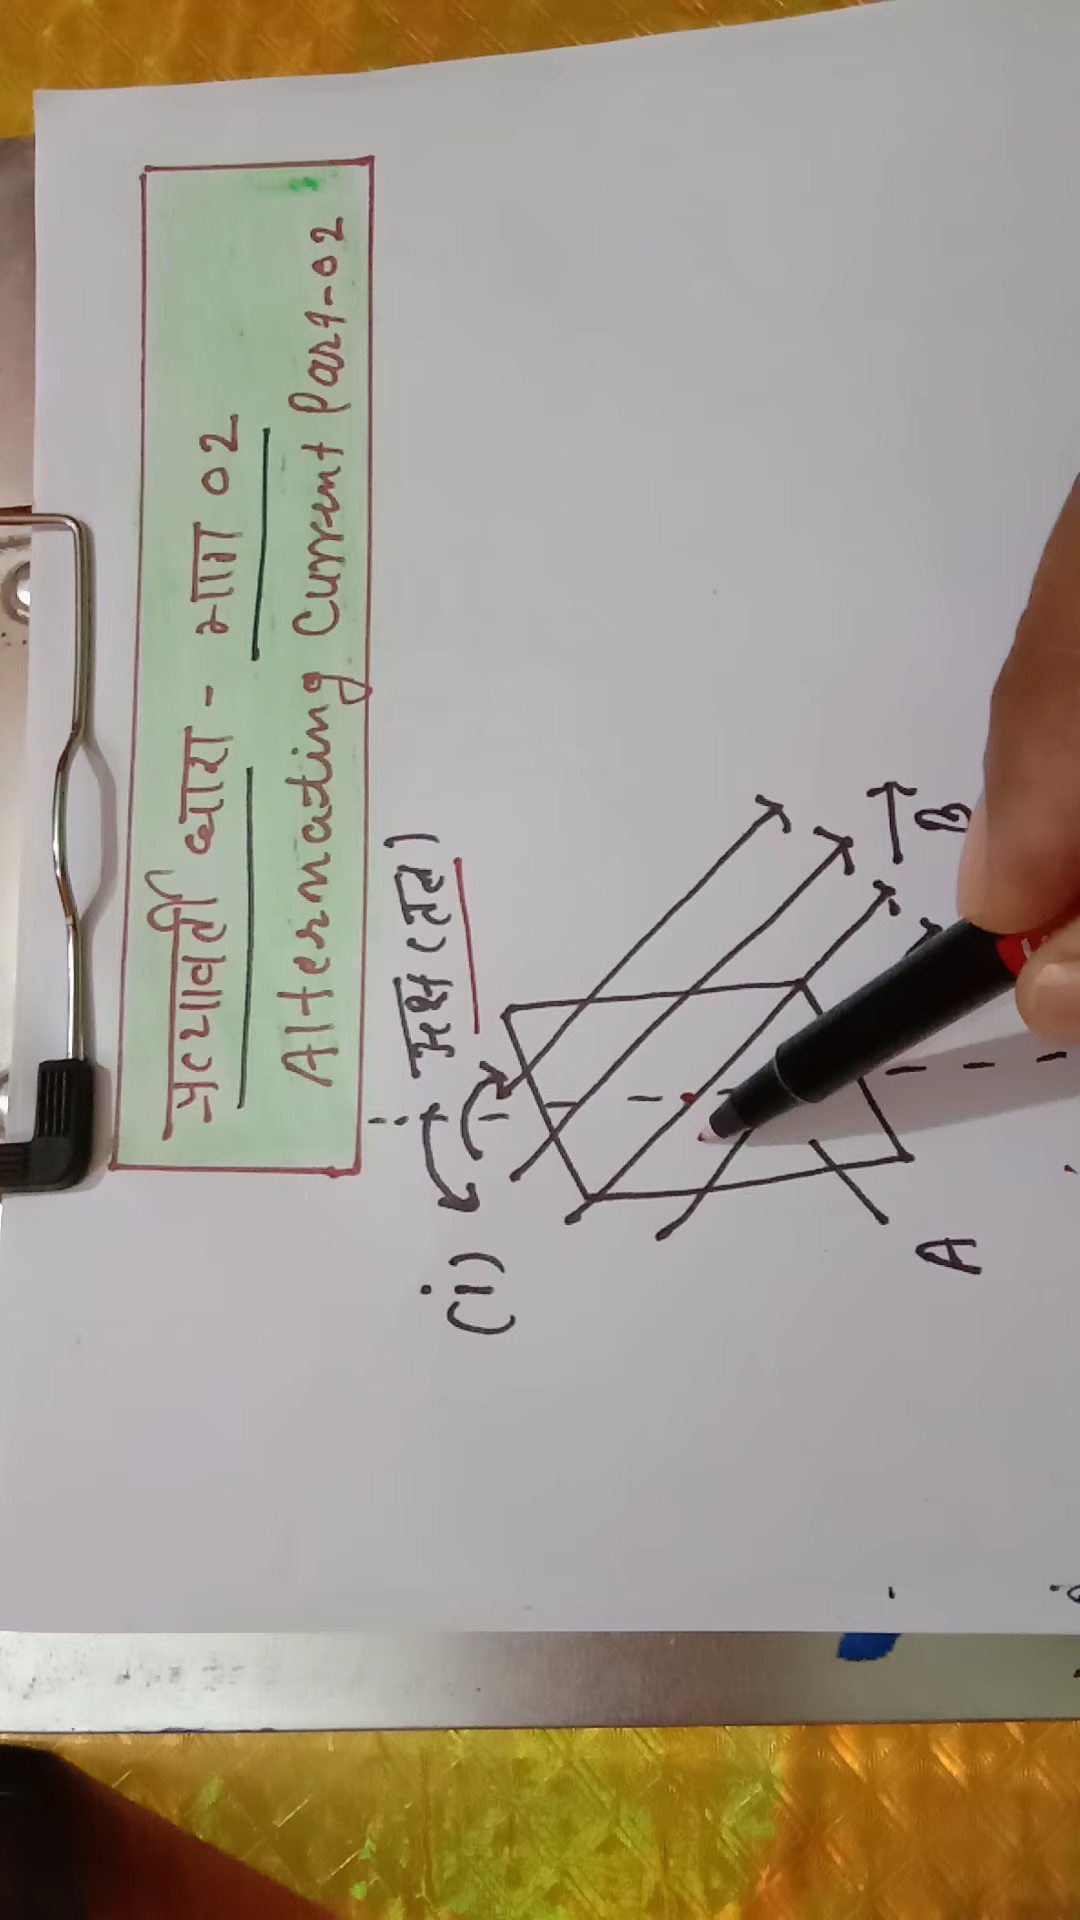 प्रत्यावर्ती धारा - भाग 02
Alternating Current Part-02
(i) अक्ष (तल)
B
A